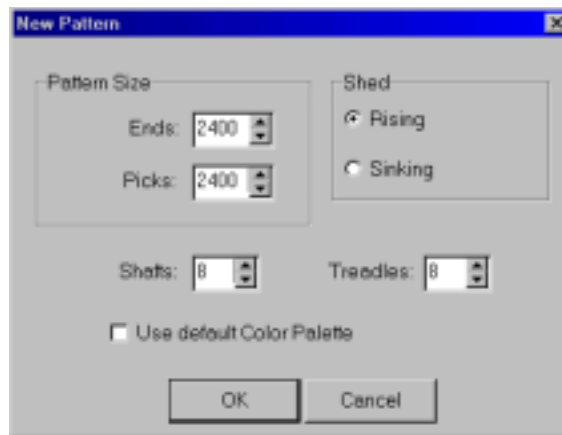 New Pattern
Pattern Size
Ends: 2400
Picks: 2400
Shed
Rising
Sinking
Shafts: 8
Treadles: 8
Use default Color Palette
OK
Cancel